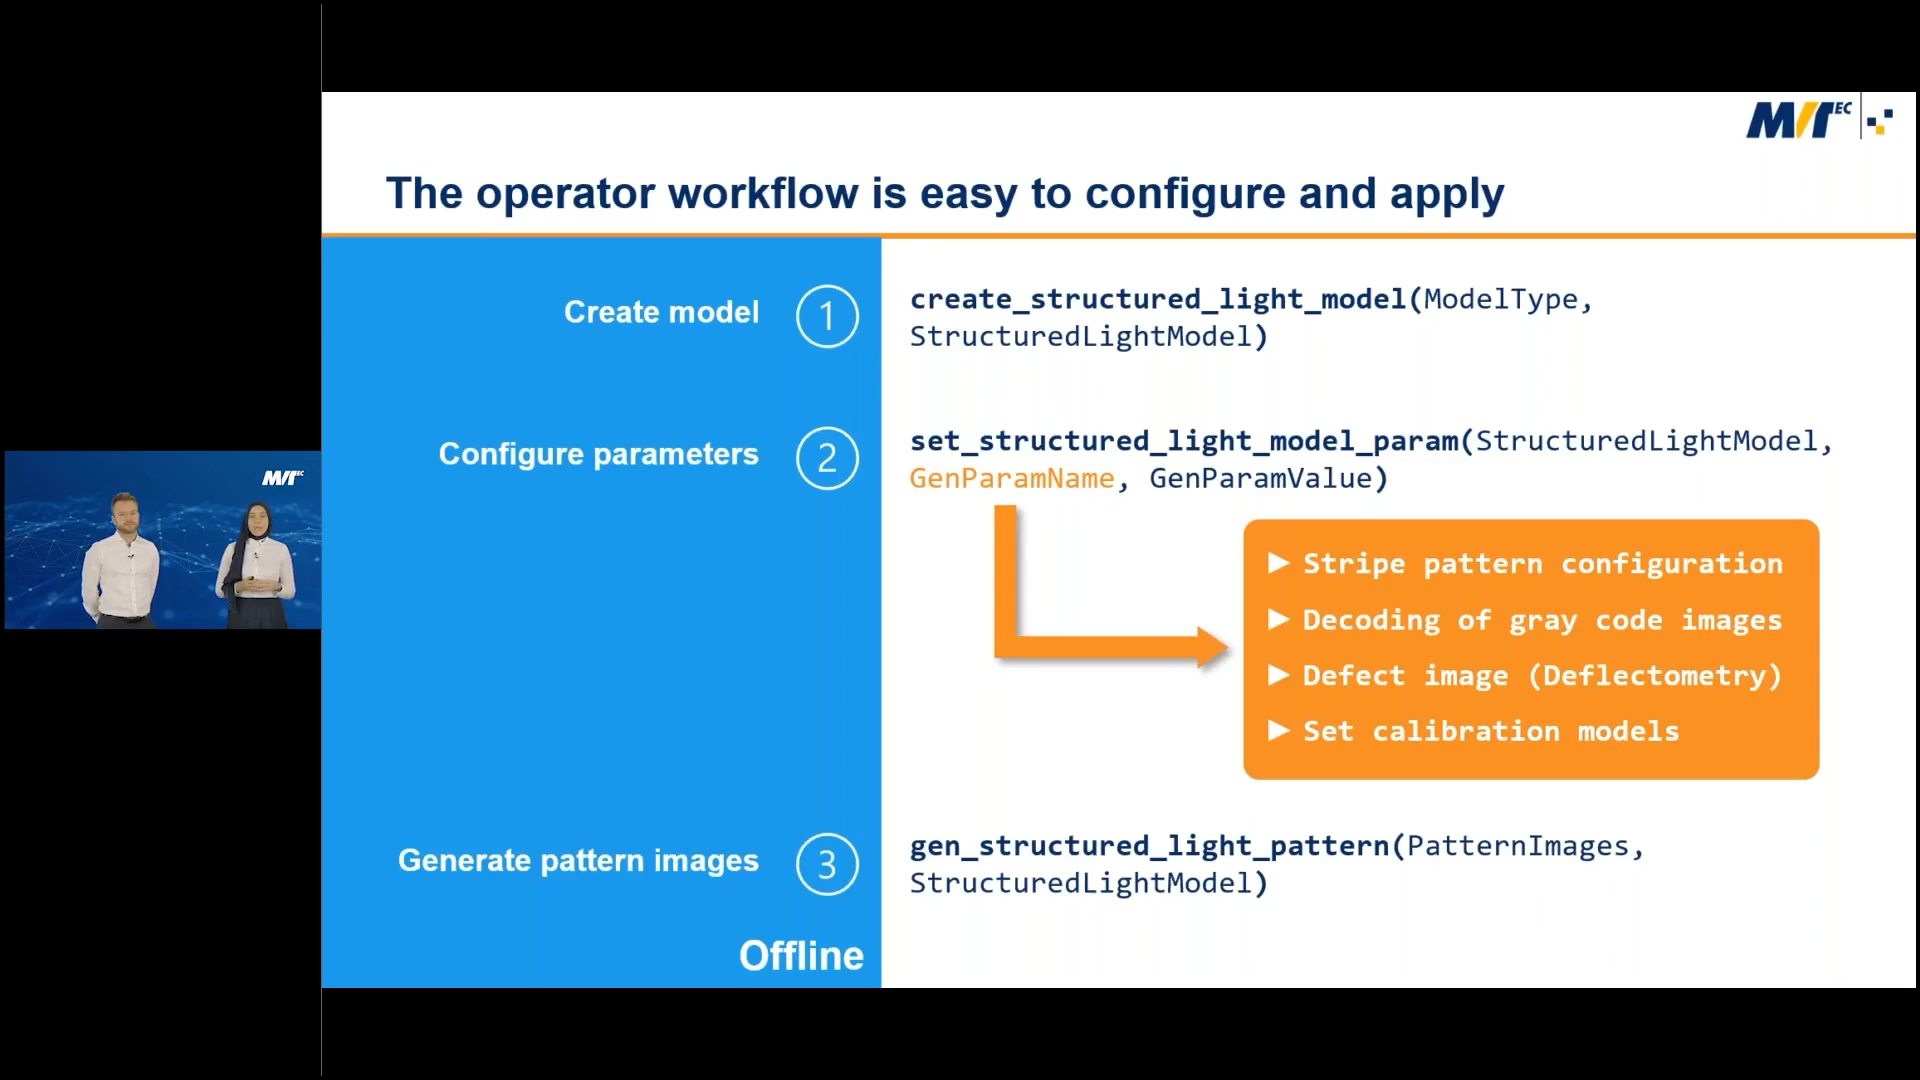 MVTEC
The operator workflow is easy to configure and apply
Create model 1
create_structured_light_model(ModelType,
StructuredLightModel)
Configure parameters 2
set_structured_light_model_param(StructuredLightModel,
GenParamName, GenParamValue)
▶ Stripe pattern configuration
▶ Decoding of gray code images
▶ Defect image (Deflectometry)
▶ Set calibration models
Generate pattern images 3
gen_structured_light_pattern(PatternImages,
StructuredLightModel)
Offline
MVTEC